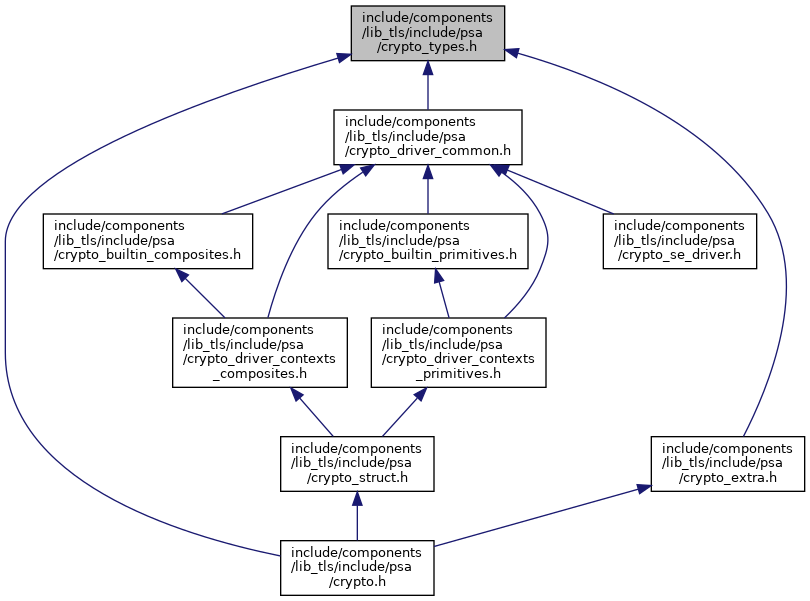 include/components
/lib_tls/include/psa
/crypto_types.h
include/components
/lib_tls/include/psa
/crypto_driver_common.h
include/components
/lib_tls/include/psa
/crypto_builtin_composites.h
include/components
/lib_tls/include/psa
/crypto_builtin_primitives.h
include/components
/lib_tls/include/psa
/crypto_se_driver.h
include/components
/lib_tls/include/psa
/crypto_driver_contexts
_composites.h
include/components
/lib_tls/include/psa
/crypto_driver_contexts
_primitives.h
include/components
/lib_tls/include/psa
/crypto_struct.h
include/components
/lib_tls/include/psa
/crypto_extra.h
include/components
/lib_tls/include/psa
/crypto.h